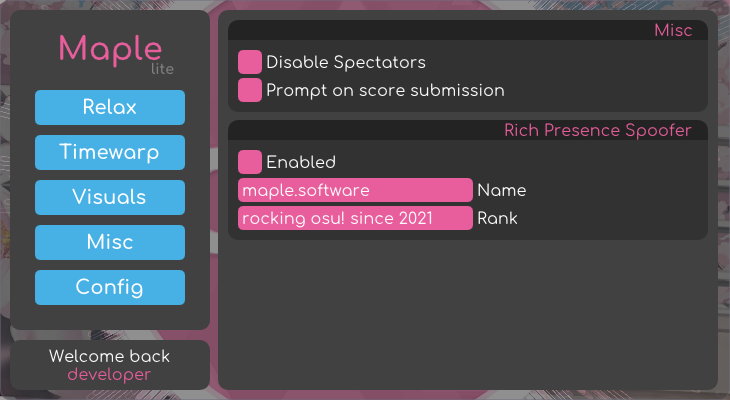 Maple
lite
Relax
Timewarp
Visuals
Misc
Config
Welcome back
developer
Misc
Disable Spectators
Prompt on score submission
Rich Presence Spoofer
Enabled
maple.software Name
rocking osu! since 2021 Rank